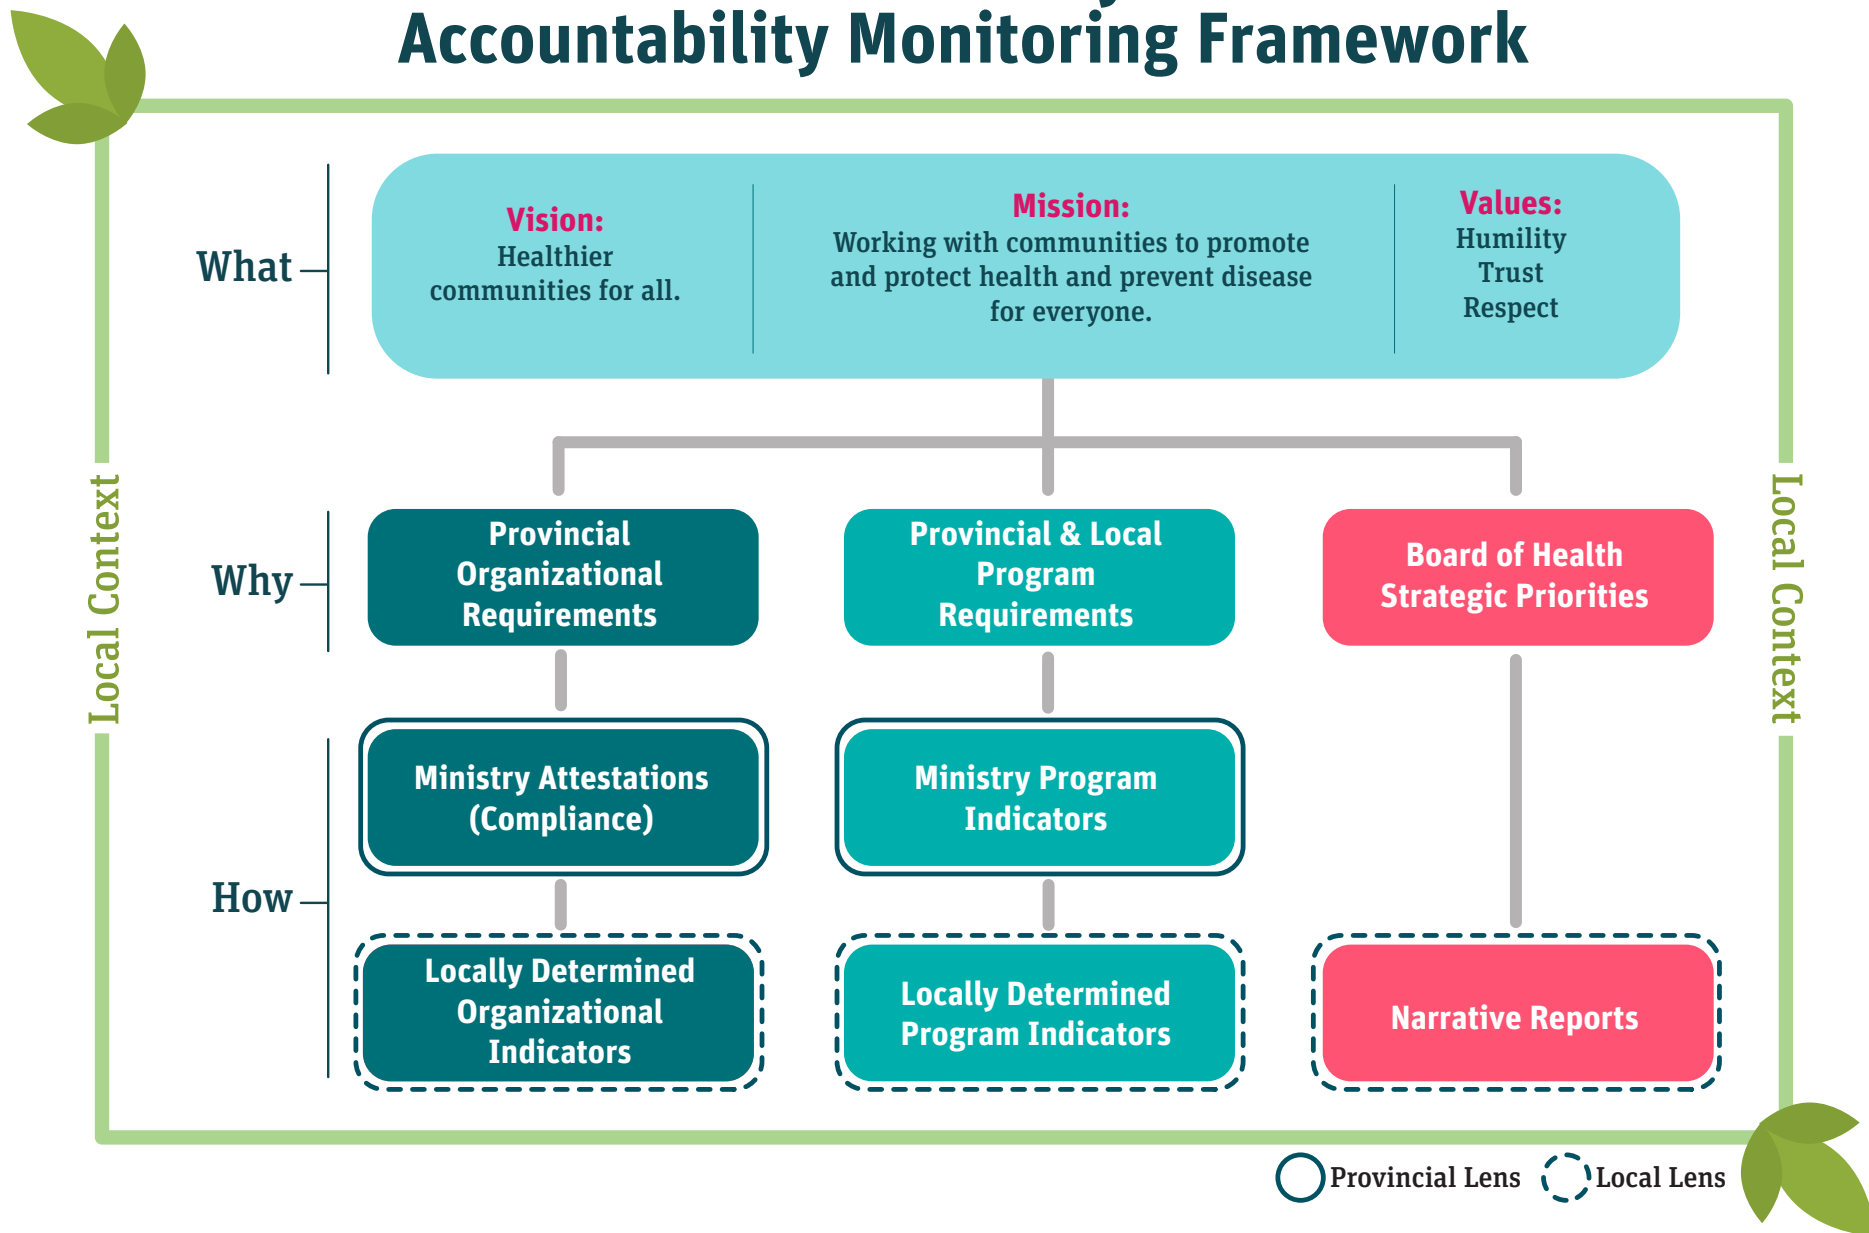 Accountability Monitoring Framework
What
Vision:
Healthier
communities for all.
Mission:
Working with communities to promote
and protect health and prevent disease
for everyone.
Values:
Humility
Trust
Respect
Local Context
Local Context
Why
Provincial
Organizational
Requirements
Provincial & Local
Program
Requirements
Board of Health
Strategic Priorities
How
Ministry Attestations
(Compliance)
Ministry Program
Indicators
Locally Determined
Organizational
Indicators
Locally Determined
Program Indicators
Narrative Reports
Provincial Lens
Local Lens